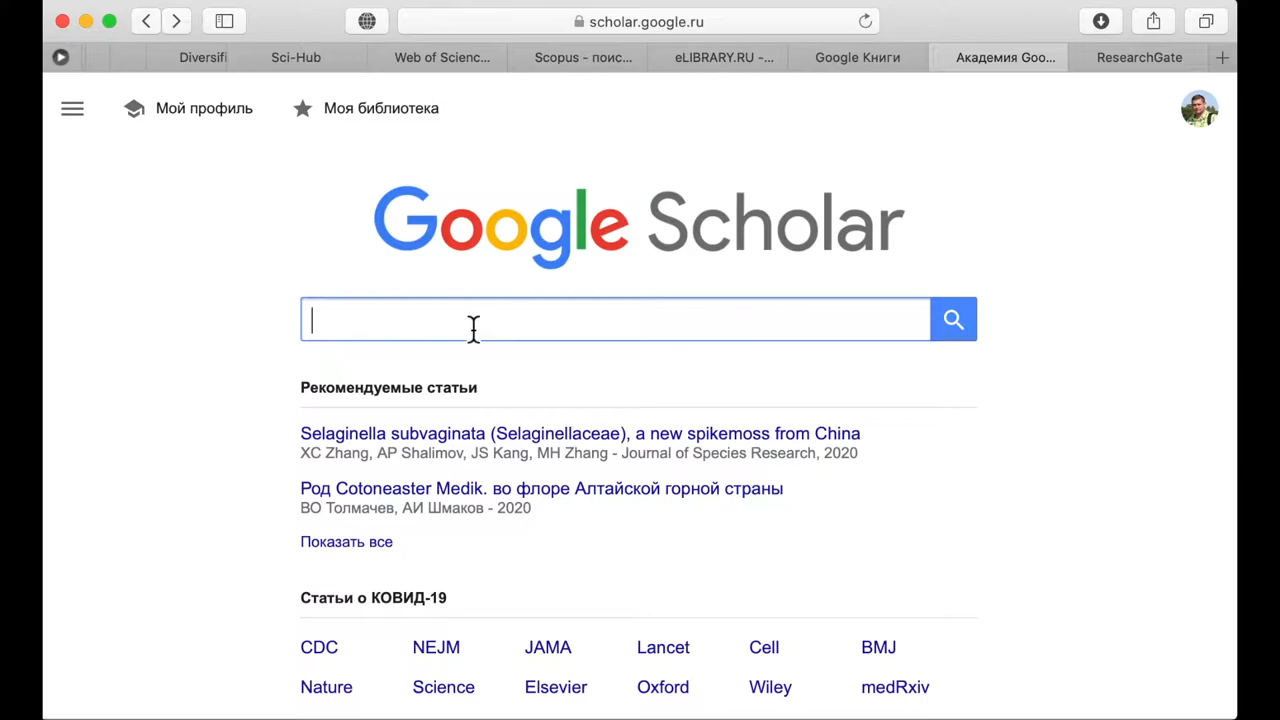 scholar.google.ru
Diversifi
Sci-Hub
Web of Scienc...
Scopus - поис...
eLIBRARY.RU -...
Google Книги
Академия Goo...
ResearchGate
Мой профиль
Моя библиотека
Google Scholar
Рекомендуемые статьи
Selaginella subvaginata (Selaginellaceae), a new spikemoss from China
XC Zhang, AP Shalimov, JS Kang, MH Zhang - Journal of Species Research, 2020
Род Cotoneaster Medik. во флоре Алтайской горной страны
ВО Толмачев, АИ Шмаков - 2020
Показать все
Статьи о КОВИД-19
CDC NEJM JAMA Lancet Cell BMJ
Nature Science Elsevier Oxford Wiley medRxiv